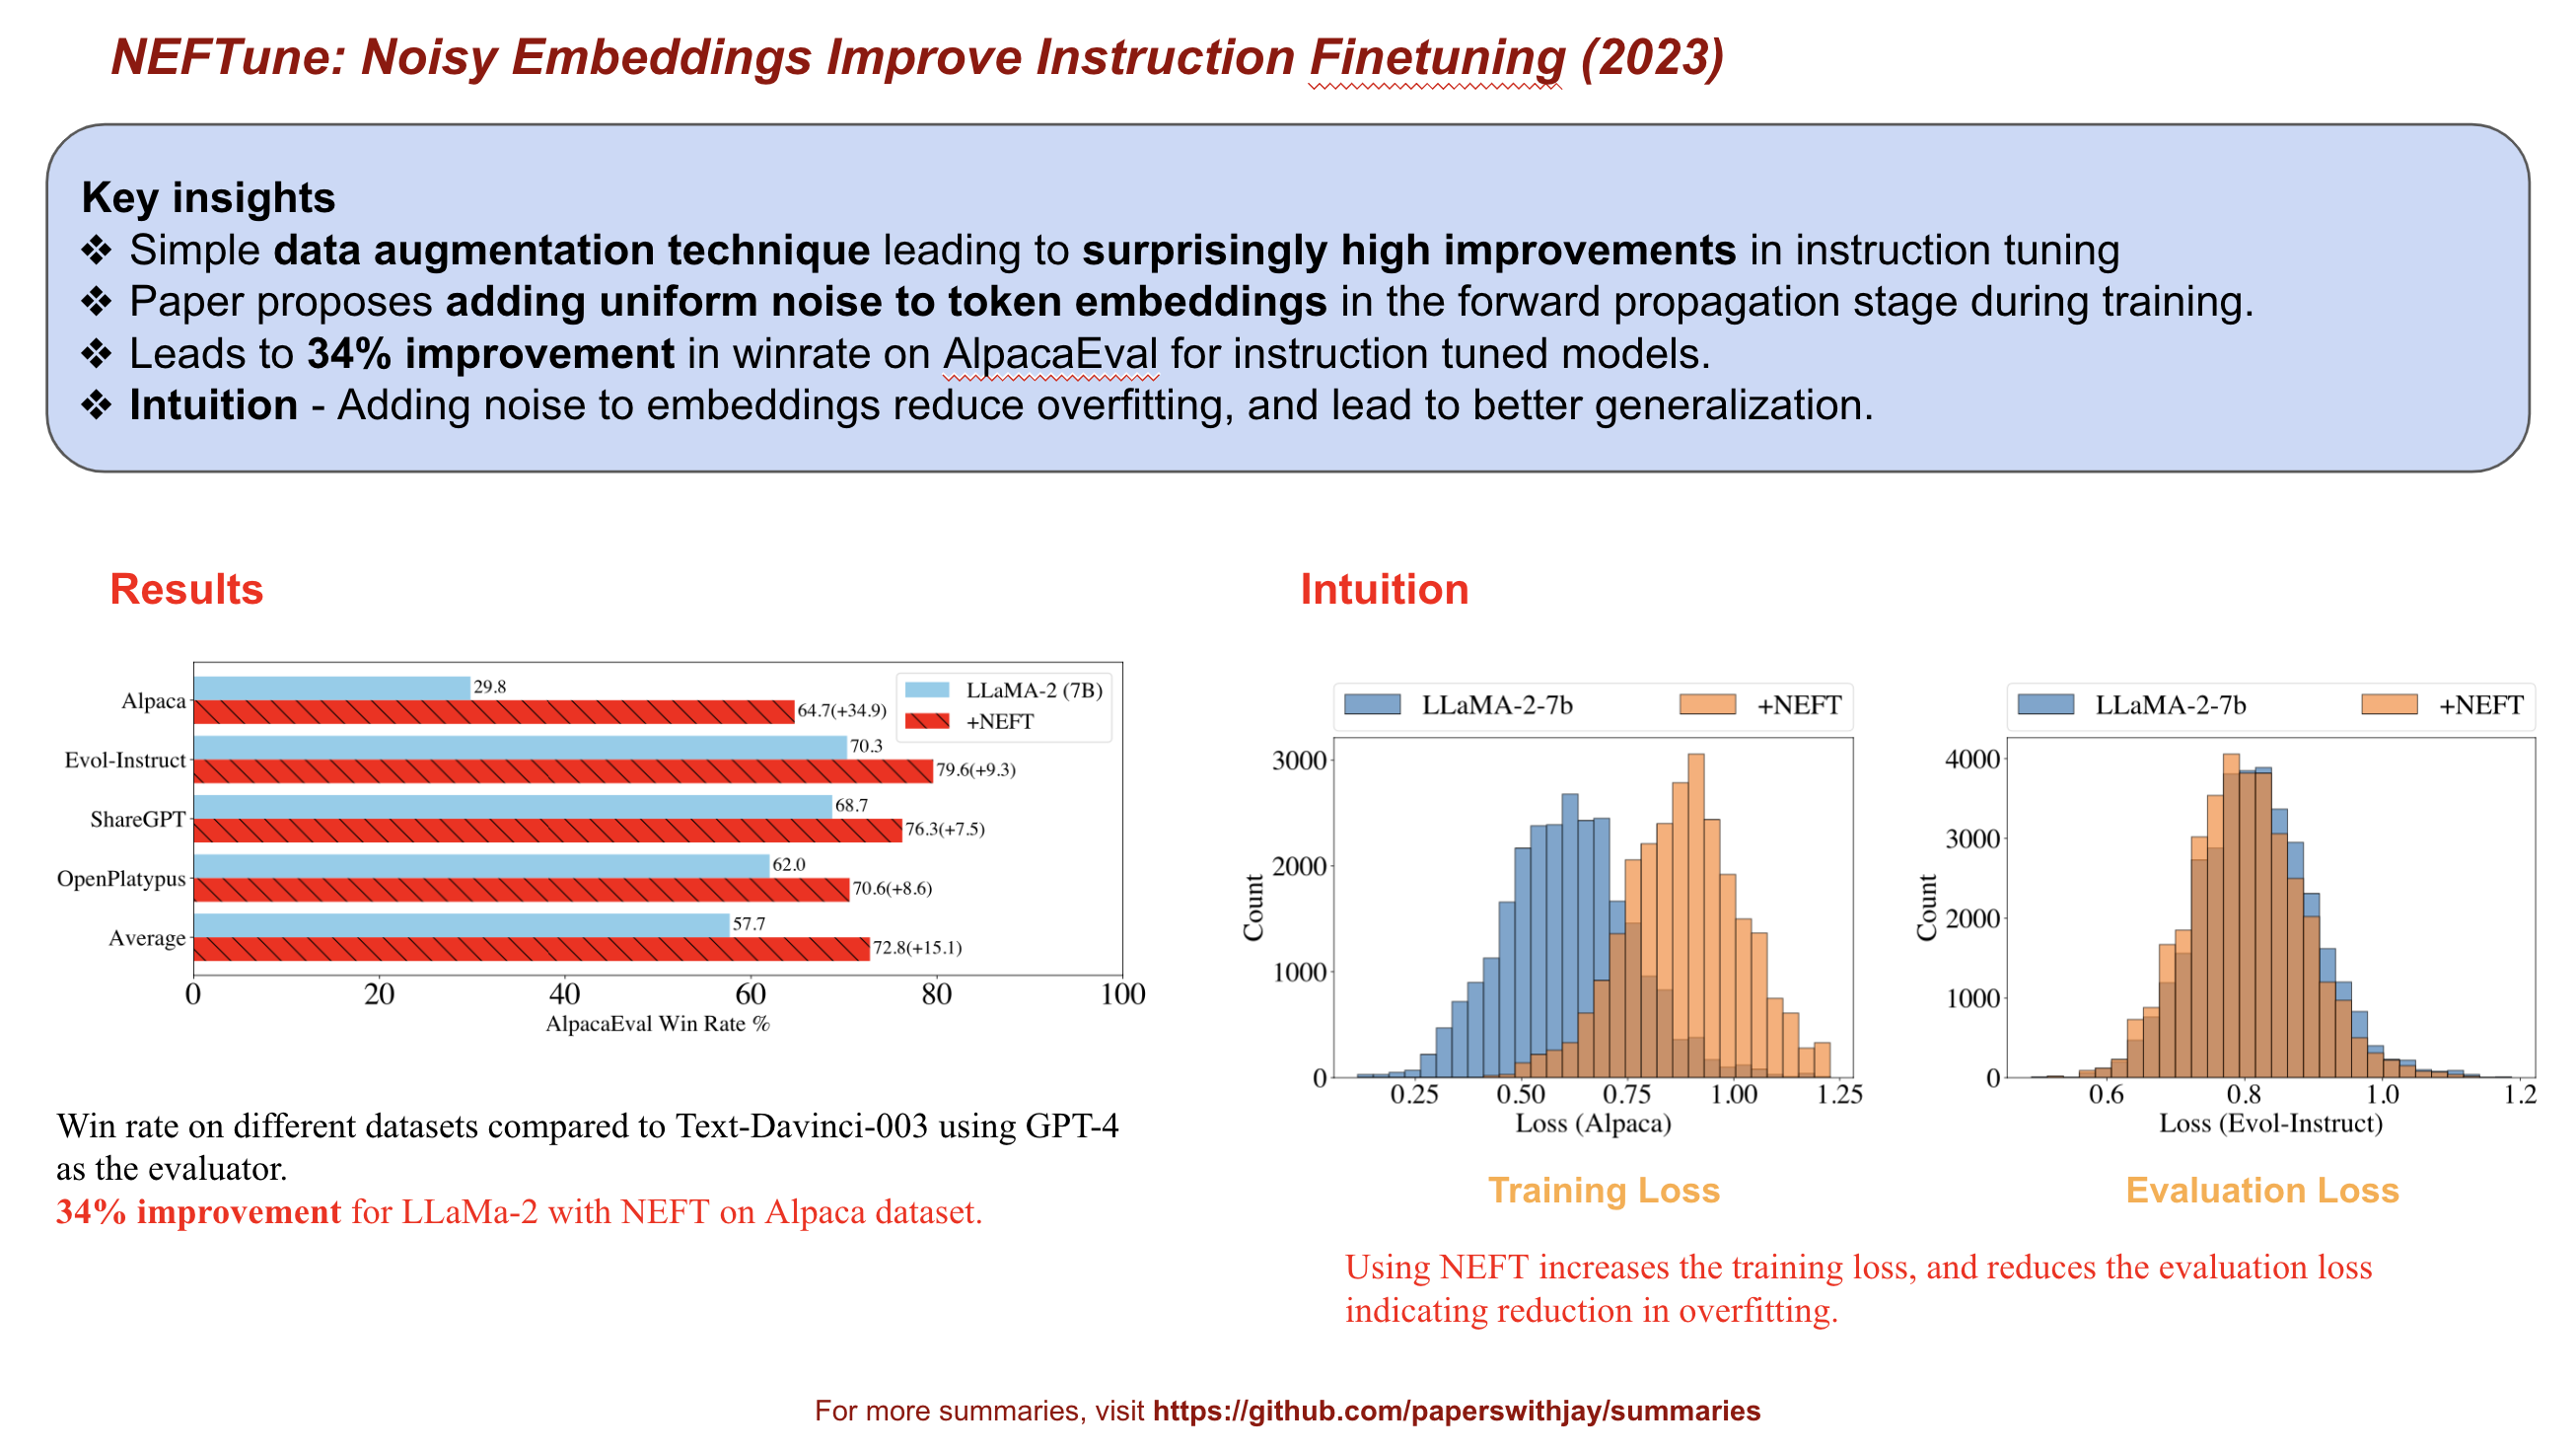 NEFTune: Noisy Embeddings Improve Instruction Finetuning (2023)
Key insights
❖ Simple data augmentation technique leading to surprisingly high improvements in instruction tuning
❖ Paper proposes adding uniform noise to token embeddings in the forward propagation stage during training.
❖ Leads to 34% improvement in winrate on AlpacaEval for instruction tuned models.
❖ Intuition - Adding noise to embeddings reduce overfitting, and lead to better generalization.
Results
Alpaca
29.8
64.7(+34.9)
LLaMA-2 (7B)
+NEFT
Evol-Instruct
70.3
79.6(+9.3)
ShareGPT
68.7
76.3(+7.5)
OpenPlatypus
62.0
70.6(+8.6)
Average
57.7
72.8(+15.1)
0 20 40 60 80 100
AlpacaEval Win Rate %
Win rate on different datasets compared to Text-Davinci-003 using GPT-4
as the evaluator.
34% improvement for LLaMa-2 with NEFT on Alpaca dataset.
Intuition
LLaMA-2-7b +NEFT
3000
2000
1000
0
Count
0.25 0.50 0.75 1.00 1.25
Loss (Alpaca)
Training Loss
LLaMA-2-7b +NEFT
4000
3000
2000
1000
0
Count
0.6 0.8 1.0 1.2
Loss (Evol-Instruct)
Evaluation Loss
Using NEFT increases the training loss, and reduces the evaluation loss
indicating reduction in overfitting.
For more summaries, visit https://github.com/paperswithjay/summaries